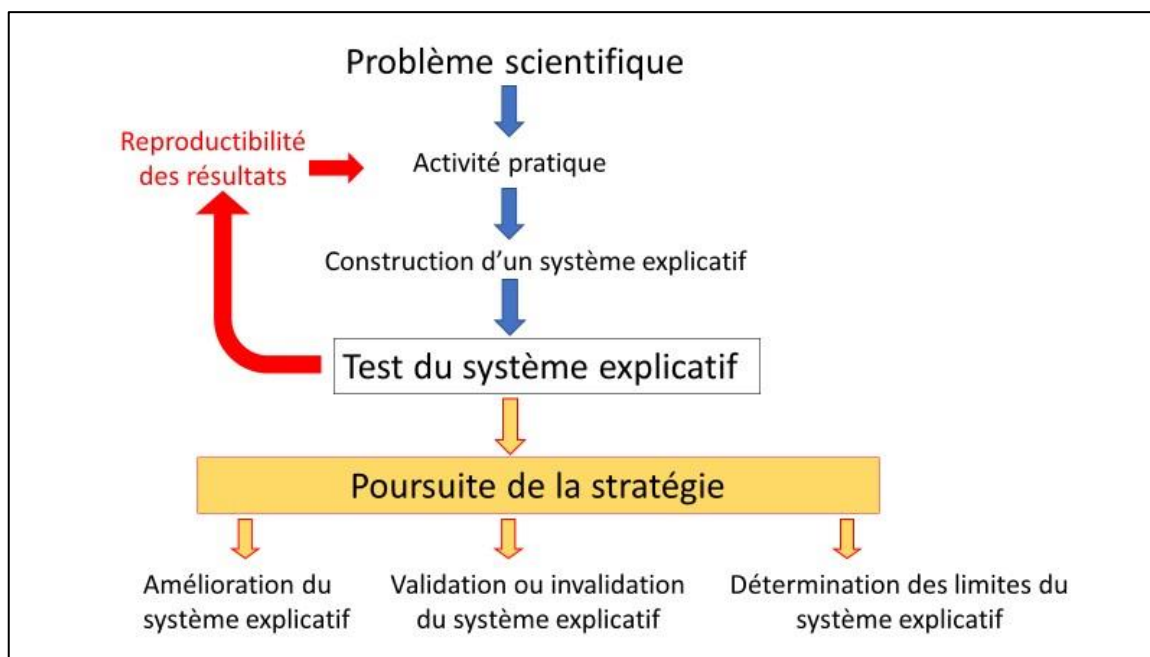 Problème scientifique
Reproductibilité
des résultats
Activité pratique
Construction d'un système explicatif
Test du système explicatif
Poursuite de la stratégie
Amélioration du
système explicatif
Validation ou invalidation
du système explicatif
Détermination des limites du
système explicatif